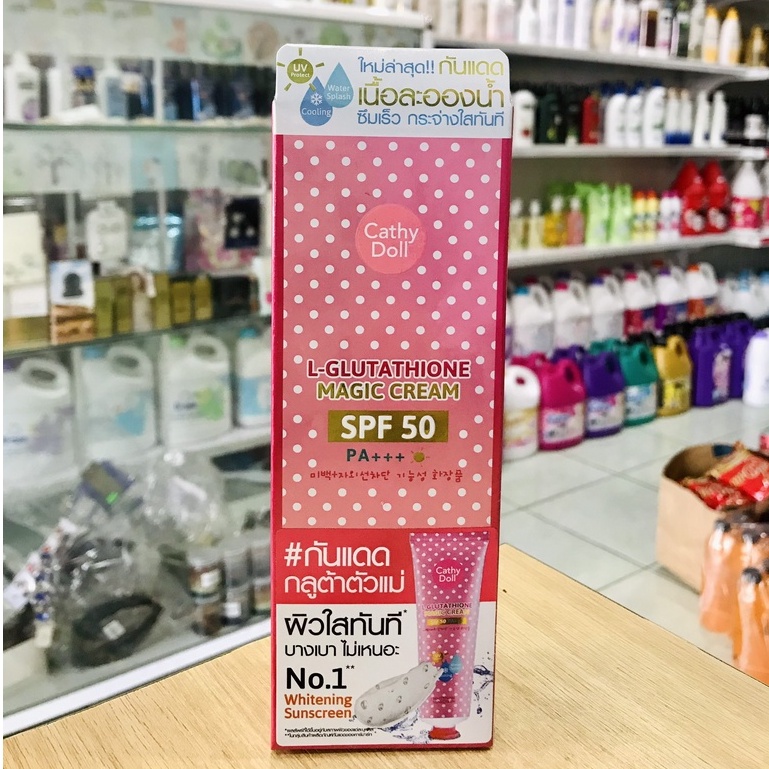 UV
Protect
Water
Splash
Cooling
ใหม่ล่าสุด!! กันแดด
เนื้อละอองน้ำ
ซึมเร็ว กระจ่างใสทันที
Cathy
Doll
L-GLUTATHIONE
MAGIC CREAM
SPF 50
PA+++
미백+자외선차단 기능성 화장품
#กันแดด
กลูต้าตัวแม่
ผิวใสทันที*
บางเบา ไม่เหนอะ
No.1**
Whitening
Sunscreen
Cathy
Doll
L-GLUTATHIONE
MAGIC CREAM